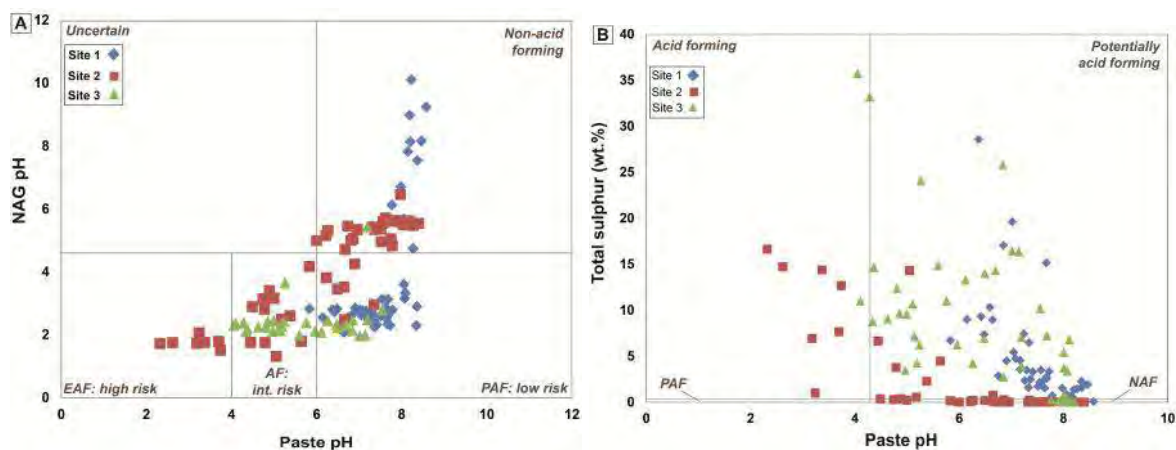 A
12
10
8
6
4
2
0
NAG pH
Uncertain
Non-acid
forming
Site 1
Site 2
Site 3
EAF: high risk
AF:
int. risk
PAF: low risk
0
2
4
6
8
10
12
Paste pH
B
40
35
30
25
20
15
10
5
0
Total sulphur (wt.%)
Acid forming
Potentially
acid forming
Site 1
Site 2
Site 3
PAF
NAF
0
2
4
6
8
10
Paste pH